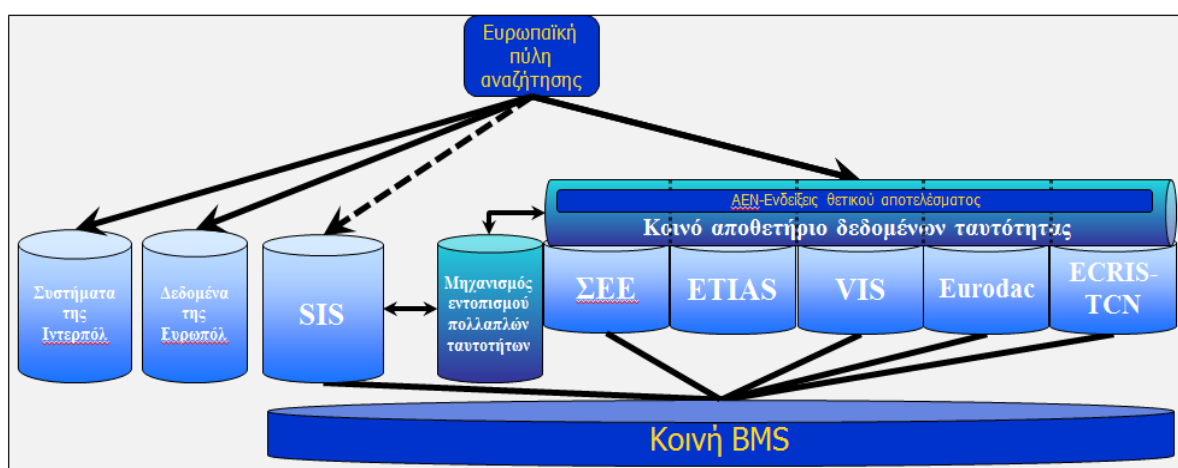 Ευρωπαϊκή
πύλη
αναζήτησης
ΑΕΝ-Ενδείξεις θετικού αποτελέσματος
Κοινό αποθετήριο δεδομένων ταυτότητας
Συστήματα
της
Ιντερπόλ
Δεδομένα
της
Ευρωπόλ
SIS
Μηχανισμός
εντοπισμού
πολλαπλών
ταυτοτήτων
ΣΕΕ
ETIAS
VIS
Eurodac
ECRIS-
TCN
Κοινή BMS